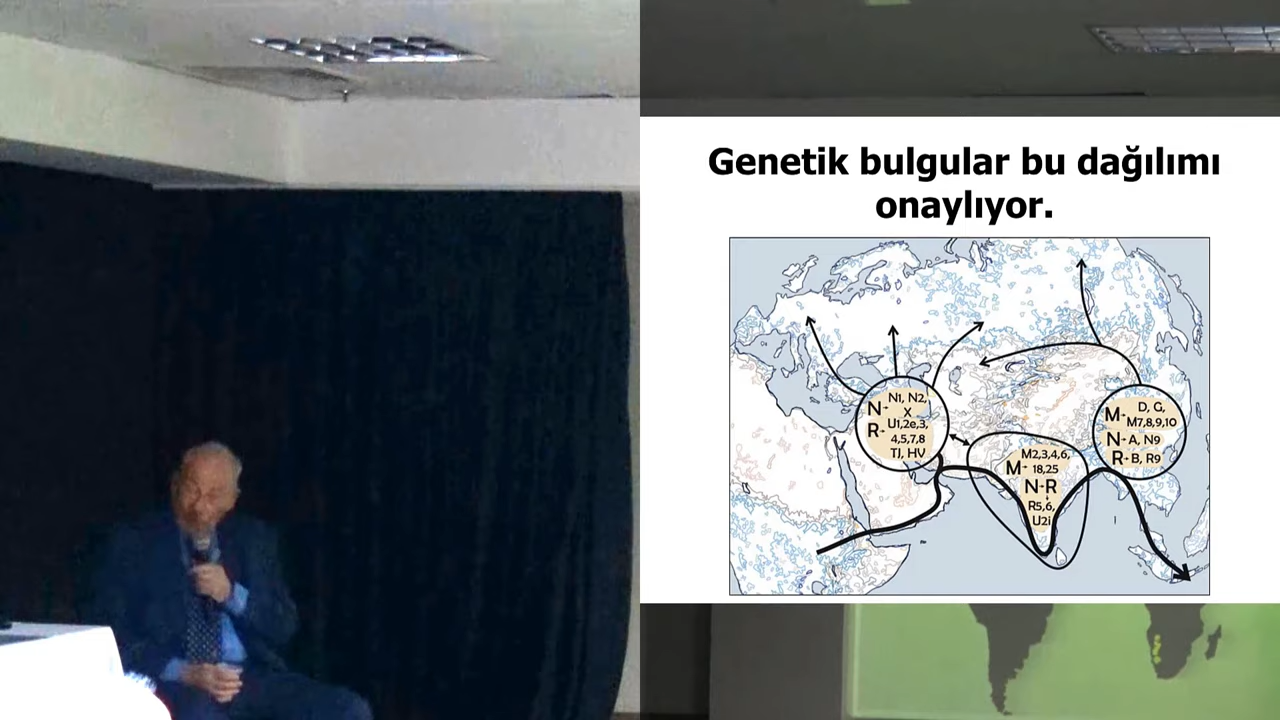 Genetik bulgular bu dağılımı
onaylıyor.
N→ N1, N2,
X
R→ U1,2e,3,
4,5,7,8
TJ, HV
M2,3,4,6,
M→ 18,25
N-R
R5,6,
U2i
M→ D, G,
M7,8,9,10
N→A, N9
R→B, R9